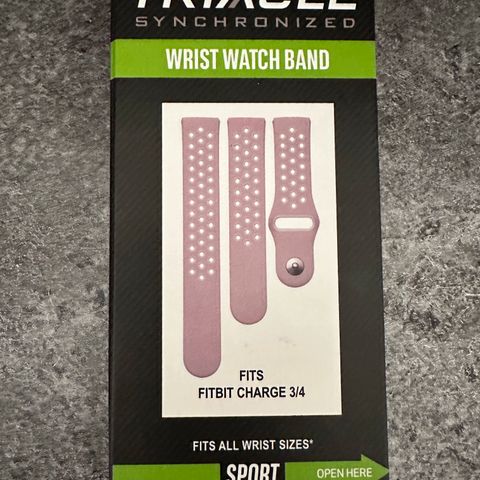 SYNCHRONIZED
WRIST WATCH BAND
FITS
FITBIT CHARGE 3/4
FITS ALL WRIST SIZES*
SPORT
OPEN HERE